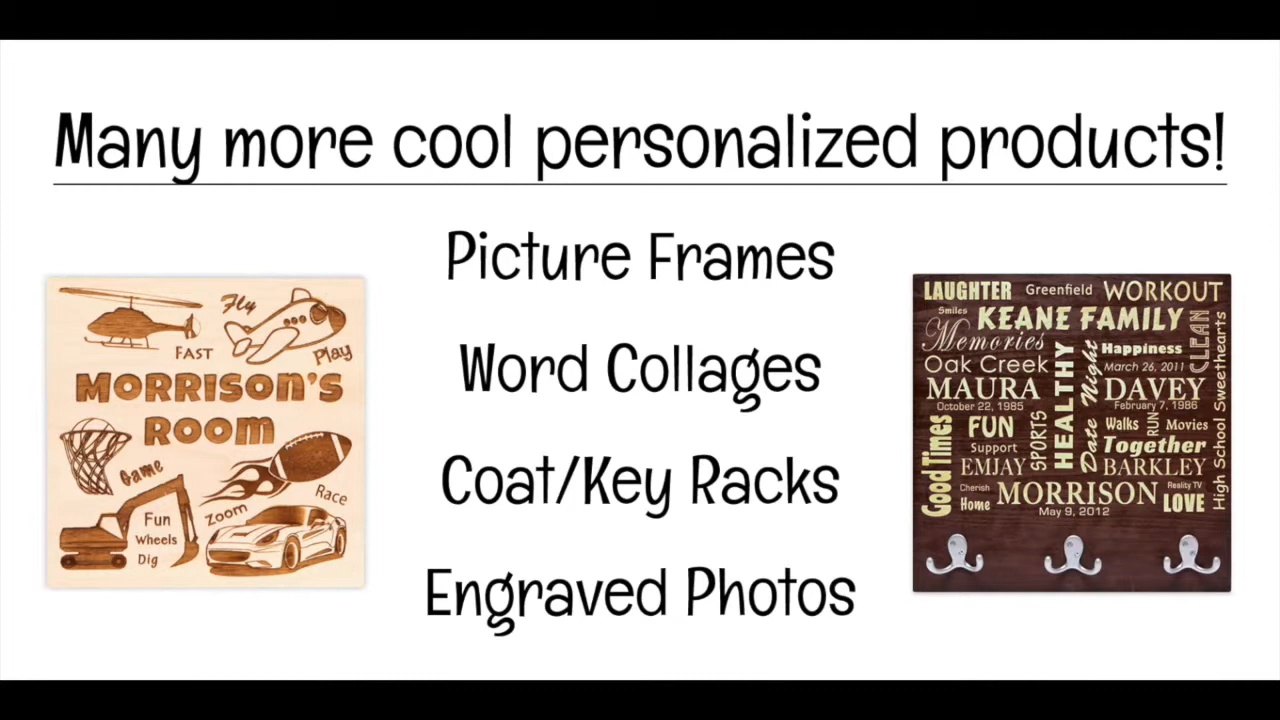 Many more cool personalized products!
Picture Frames
Word Collages
Coat/Key Racks
Engraved Photos
Fly
FAST
Play
MORRISON'S
ROOM
Game
Race
Zoom
Fun
Wheels
Dig
LAUGHTER Greenfield WORKOUT
Smiles
KEANE FAMILY
Memories
CLEAN
Oak Creek
Happiness
March 26, 2011
MAURA
October 22, 1985
HEALTHY
Date Night
DAVEY
February 7, 1986
High School Sweethearts
Good Times
FUN
SPORTS
Walks
RUN
Movies
Support
Together
EMJAY
BARKLEY
Cherish
Home
MORRISON
May 9, 2012
Reality TV
LOVE